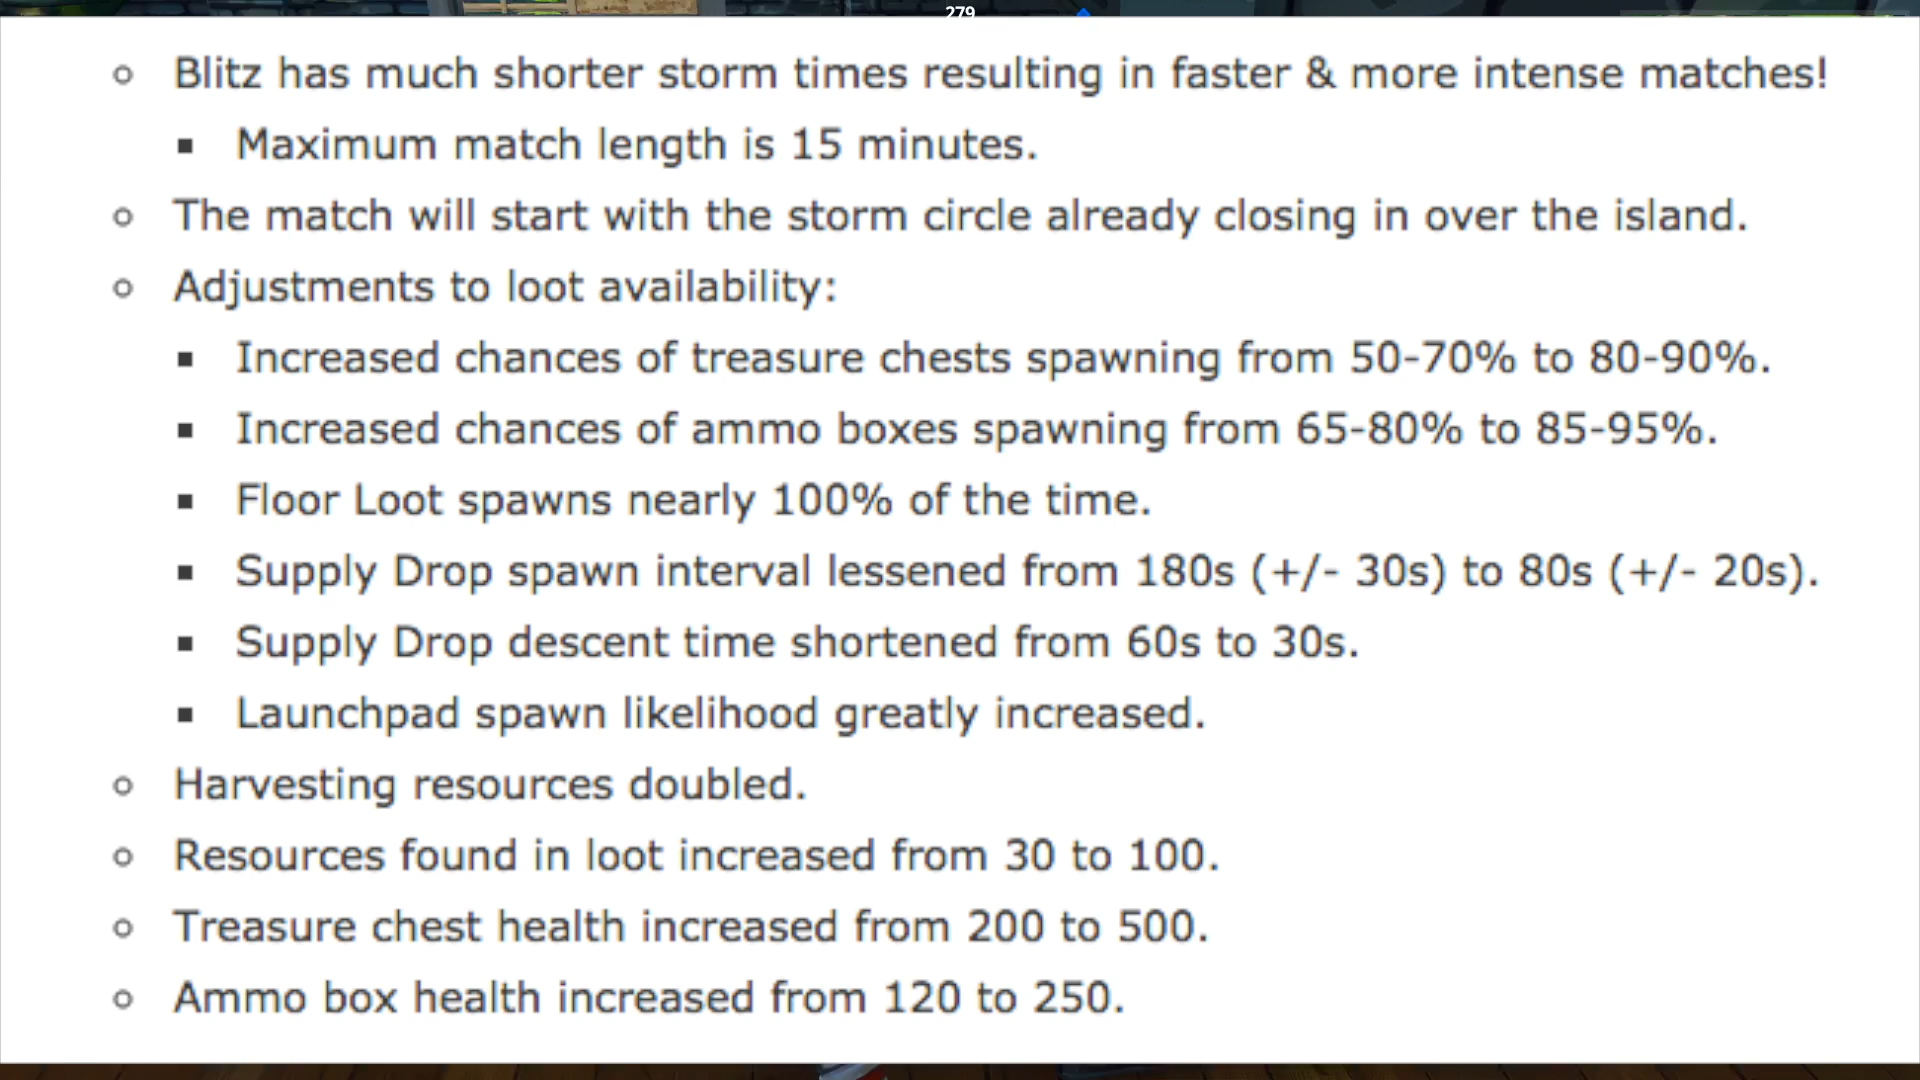 279
Blitz has much shorter storm times resulting in faster & more intense matches!
Maximum match length is 15 minutes.
The match will start with the storm circle already closing in over the island.
Adjustments to loot availability:
Increased chances of treasure chests spawning from 50-70% to 80-90%.
Increased chances of ammo boxes spawning from 65-80% to 85-95%.
Floor Loot spawns nearly 100% of the time.
Supply Drop spawn interval lessened from 180s (+/- 30s) to 80s (+/- 20s).
Supply Drop descent time shortened from 60s to 30s.
Launchpad spawn likelihood greatly increased.
Harvesting resources doubled.
Resources found in loot increased from 30 to 100.
Treasure chest health increased from 200 to 500.
Ammo box health increased from 120 to 250.